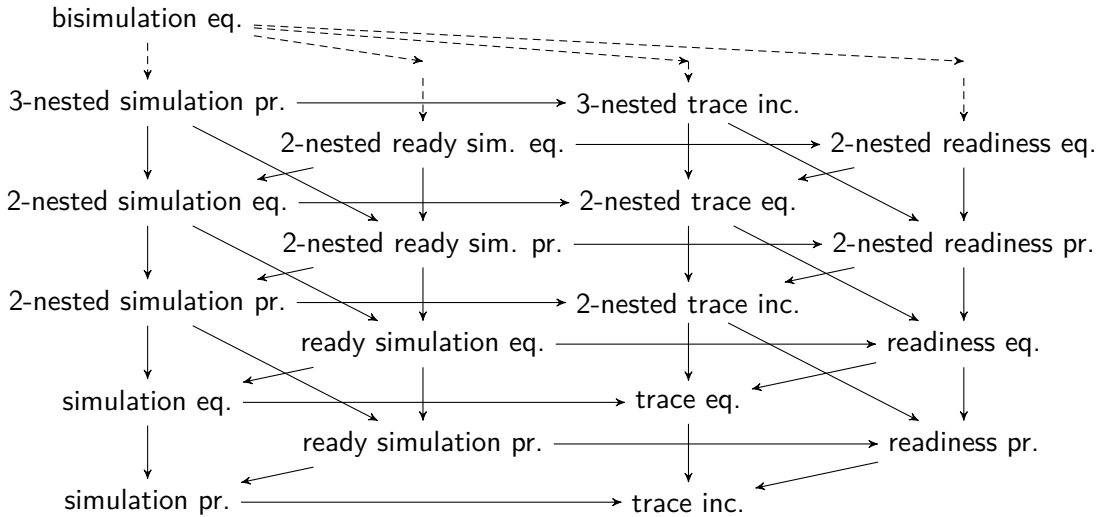 bisimulation eq.
3-nested simulation pr.
3-nested trace inc.
2-nested ready sim. eq.
2-nested readiness eq.
2-nested simulation eq.
2-nested trace eq.
2-nested ready sim. pr.
2-nested readiness pr.
2-nested simulation pr.
2-nested trace inc.
ready simulation eq.
readiness eq.
simulation eq.
trace eq.
ready simulation pr.
readiness pr.
simulation pr.
trace inc.